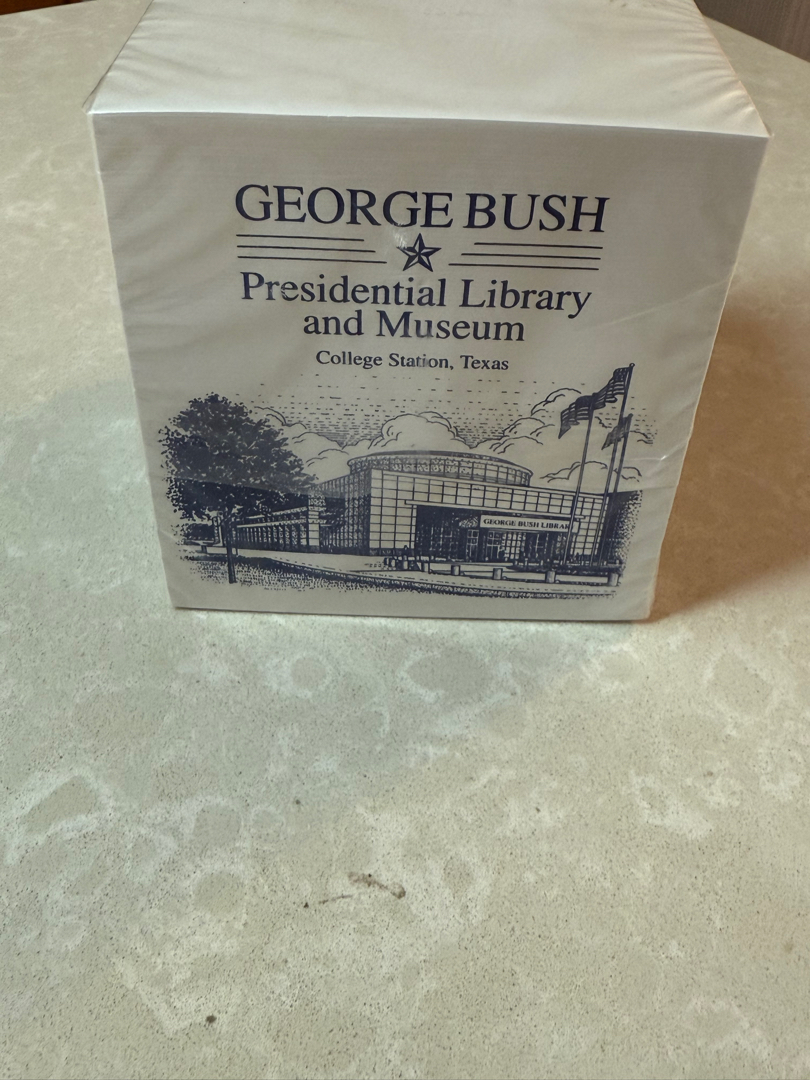 GEORGE BUSH
Presidential Library
and Museum
College Station, Texas
GEORGE BUSH LIBRARY